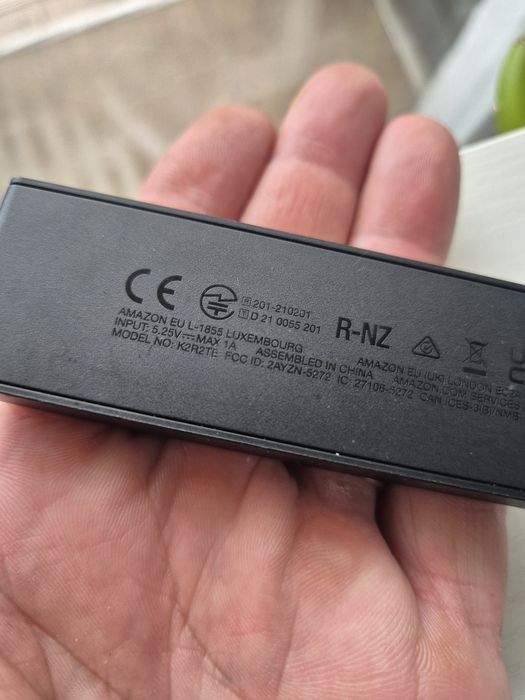 CE R 201-210201
T D 21 0055 201 R-NZ
AMAZON EU L-1855 LUXEMBOURG AMAZON EU (UK) LONDON
INPUT: 5.25V⎓MAX 1A ASSEMBLED IN CHINA AMAZON.COM SERVICES
MODEL NO: K2R2TE FCC ID: 2AYZN-5272 IC: 27106-5272 CAN ICES-3(B)/NMB